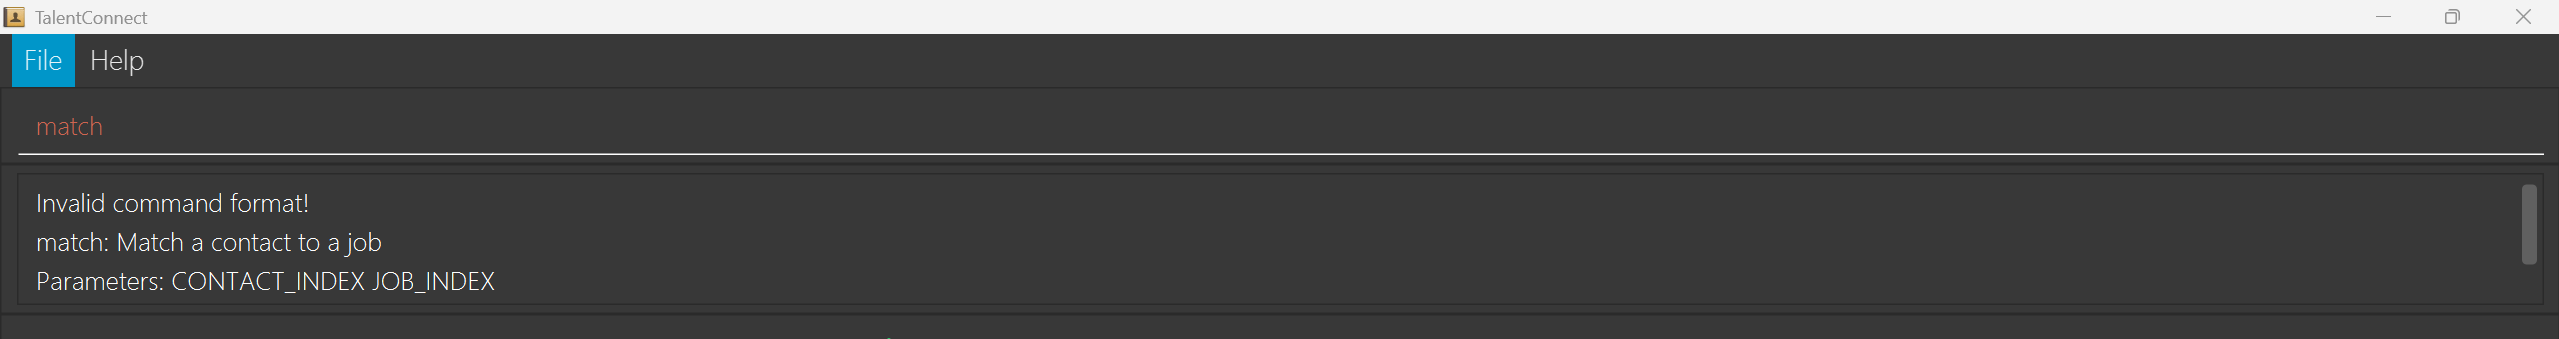 TalentConnect
File Help
match
Invalid command format!
match: Match a contact to a job
Parameters: CONTACT_INDEX JOB_INDEX